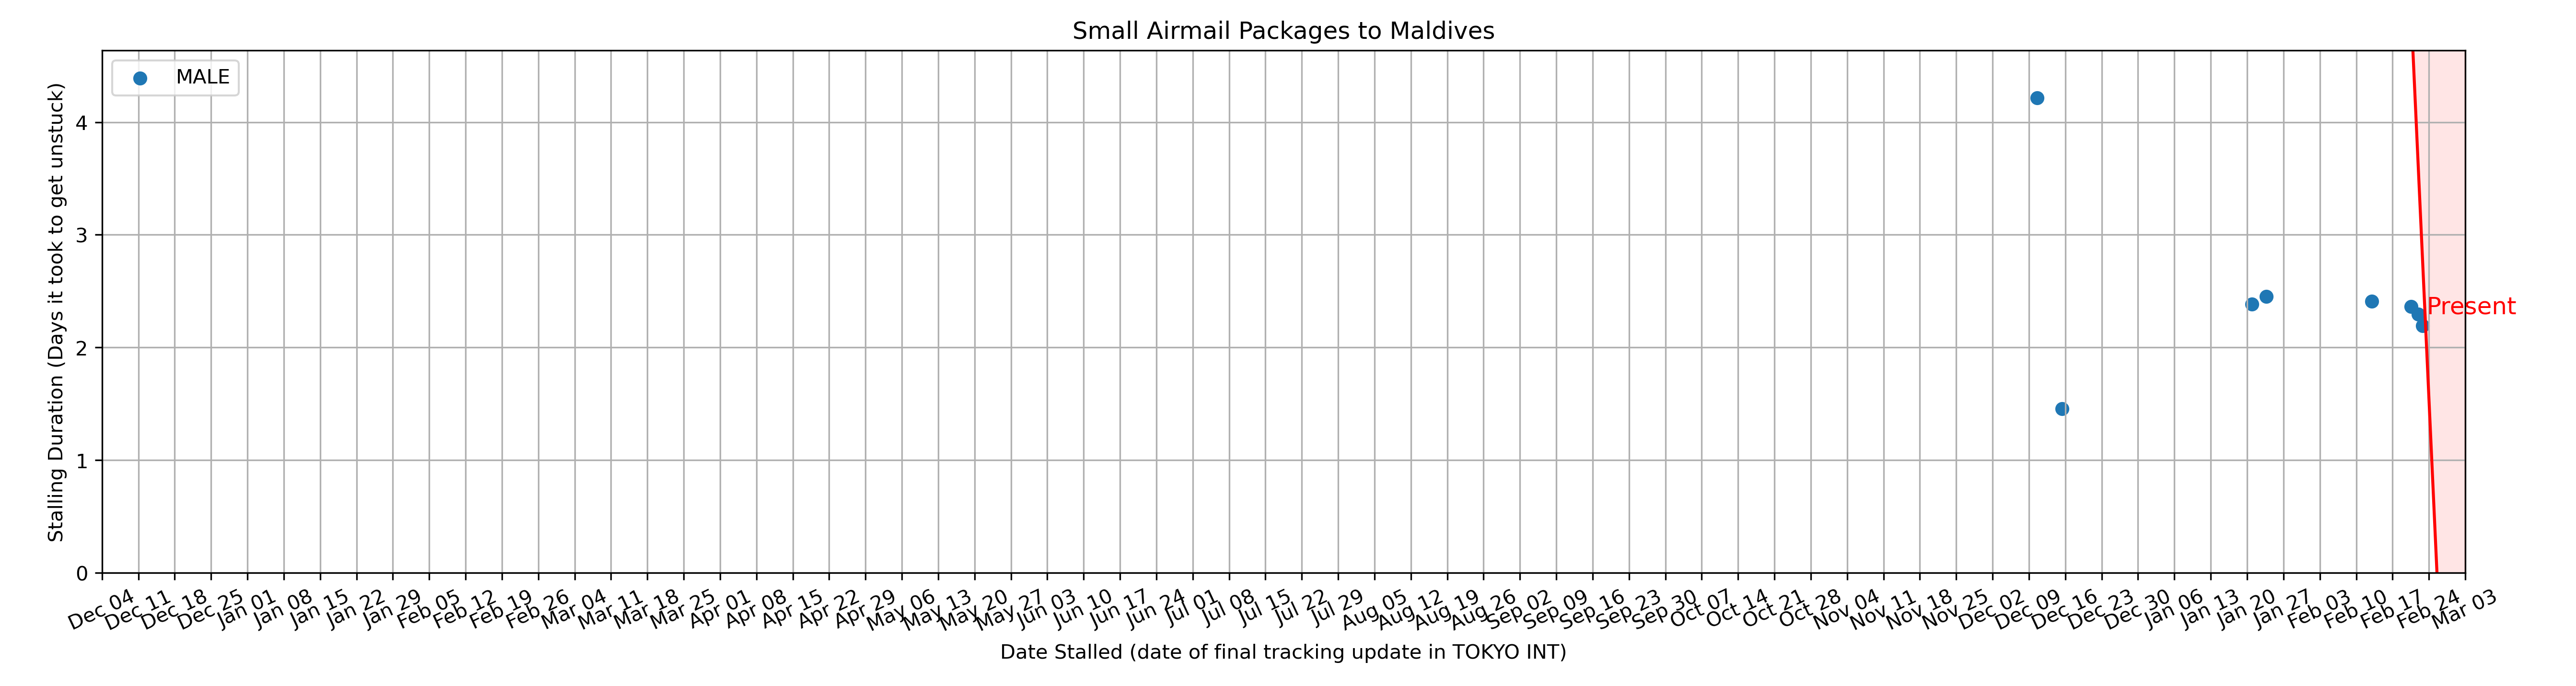 Small Airmail Packages to Maldives
MALE
Stalling Duration (Days it took to get unstuck)
4
3
2
1
0
Present
Dec 04
Dec 11
Dec 18
Dec 25
Jan 01
Jan 08
Jan 15
Jan 22
Jan 29
Feb 05
Feb 12
Feb 19
Feb 26
Mar 04
Mar 11
Mar 18
Mar 25
Apr 01
Apr 08
Apr 15
Apr 22
Apr 29
May 06
May 13
May 20
May 27
Jun 03
Jun 10
Jun 17
Jun 24
Jul 01
Jul 08
Jul 15
Jul 22
Jul 29
Aug 05
Aug 12
Aug 19
Aug 26
Sep 02
Sep 09
Sep 16
Sep 23
Sep 30
Oct 07
Oct 14
Oct 21
Oct 28
Nov 04
Nov 11
Nov 18
Nov 25
Dec 02
Dec 09
Dec 16
Dec 23
Dec 30
Jan 06
Jan 13
Jan 20
Jan 27
Feb 03
Feb 10
Feb 17
Feb 24
Mar 03
Date Stalled (date of final tracking update in TOKYO INT)